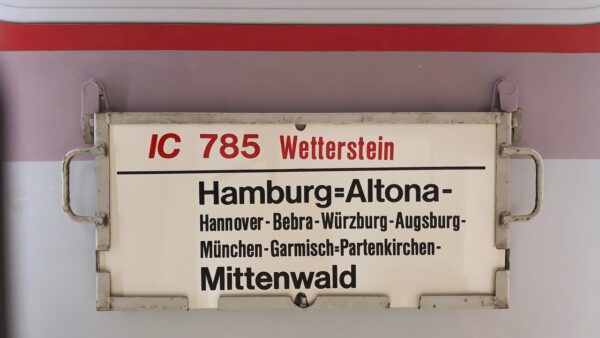 IC 785 Wetterstein
Hamburg=Altona-
Hannover-Bebra-Würzburg-Augsburg-
München-Garmisch=Partenkirchen-
Mittenwald